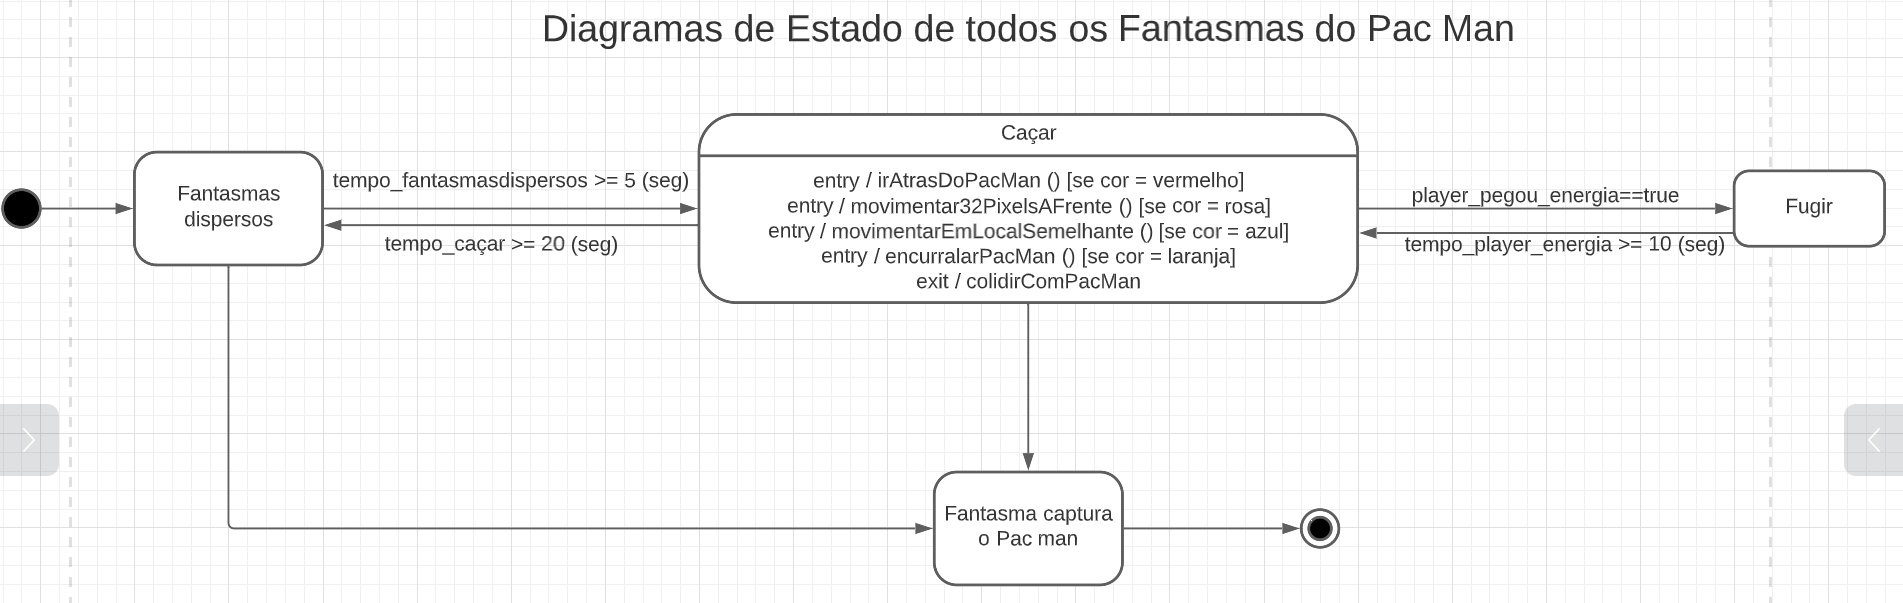 Diagramas de Estado de todos os Fantasmas do Pac Man
Fantasmas
dispersos
tempo_fantasmasdispersos >= 5 (seg)
tempo_caçar >= 20 (seg)
Caçar
entry / irAtrasDoPacMan () [se cor = vermelho]
entry / movimentar32PixelsAFrente () [se cor = rosa]
entry / movimentarEmLocalSemelhante () [se cor = azul]
entry / encurralarPacMan () [se cor = laranja]
exit / colidirComPacMan
player_pegou_energia==true
tempo_player_energia >= 10 (seg)
Fugir
Fantasma captura
o Pac man